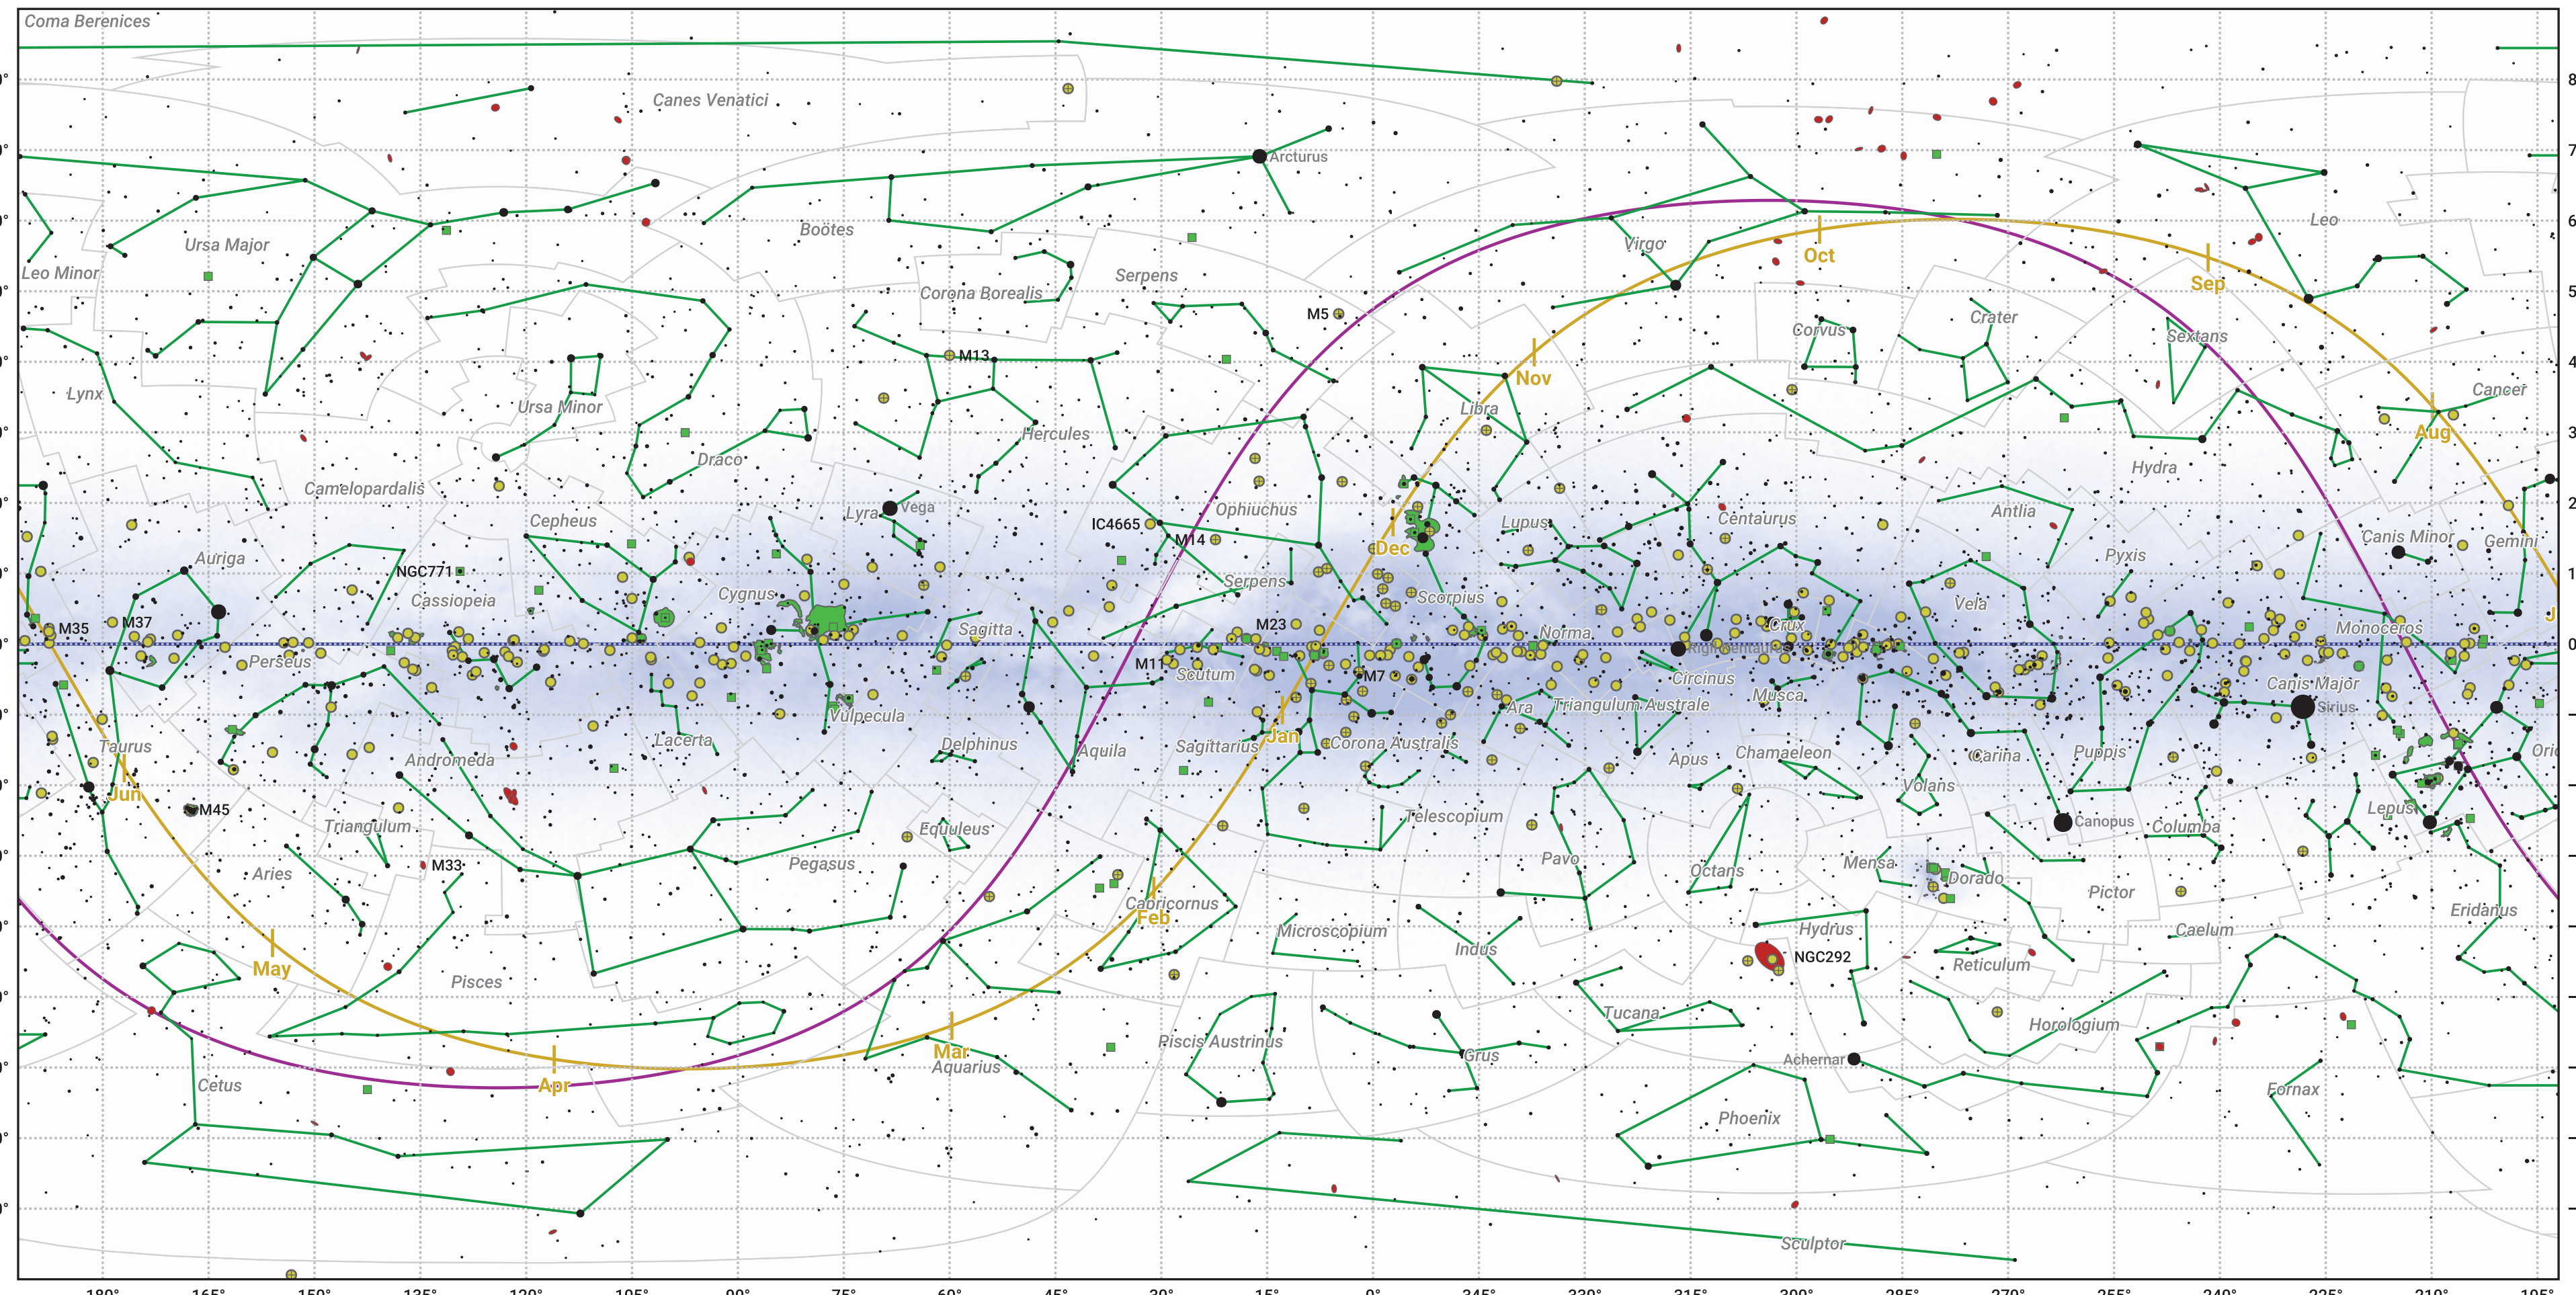 Coma Berenices
Canes Venatici
Arcturus
Ursa Major
Boötes
Virgo
Leo
Leo Minor
Corona Borealis
Serpens
Oct
Sep
M5
Corvus
Crater
Sextans
M13
Nov
Lynx
Ursa Minor
Hercules
Libra
Cancer
Aug
Draco
Hydra
Camelopardalis
Cepheus
Lyra
Vega
IC4665
Ophiuchus
M14
Lupus
Centaurus
Antlia
Canis Minor
Gemini
Dec
Auriga
NGC771
Cassiopeia
Cygnus
Serpens
Scorpius
Vela
Pyxis
M35
M37
Sagitta
M23
Norma
Crux
Monoceros
Perseus
M11
Scutum
M7
Rigil Kentaurus
Circinus
Musca
Canis Major
Sirius
Vulpecula
Ara
Triangulum Australe
Taurus
Lacerta
Delphinus
Aquila
Sagittarius
Jan
Corona Australis
Apus
Chamaeleon
Carina
Puppis
Andromeda
Jun
M45
Volans
Lepus
Triangulum
Equuleus
Telescopium
Canopus
Columba
M33
Aries
Pegasus
Pavo
Octans
Mensa
Dorado
Pictor
Capricornus
Feb
Microscopium
Indus
Hydrus
Caelum
Eridanus
May
Pisces
NGC292
Reticulum
Tucana
Horologium
Mar
Aquarius
Piscis Austrinus
Grus
Achernar
Cetus
Apr
Fornax
Phoenix
Sculptor
180° 165° 150° 135° 120° 105° 90° 75° 60° 45° 30° 15° 0° 345° 330° 315° 300° 285° 270° 255° 240° 225° 210° 195°